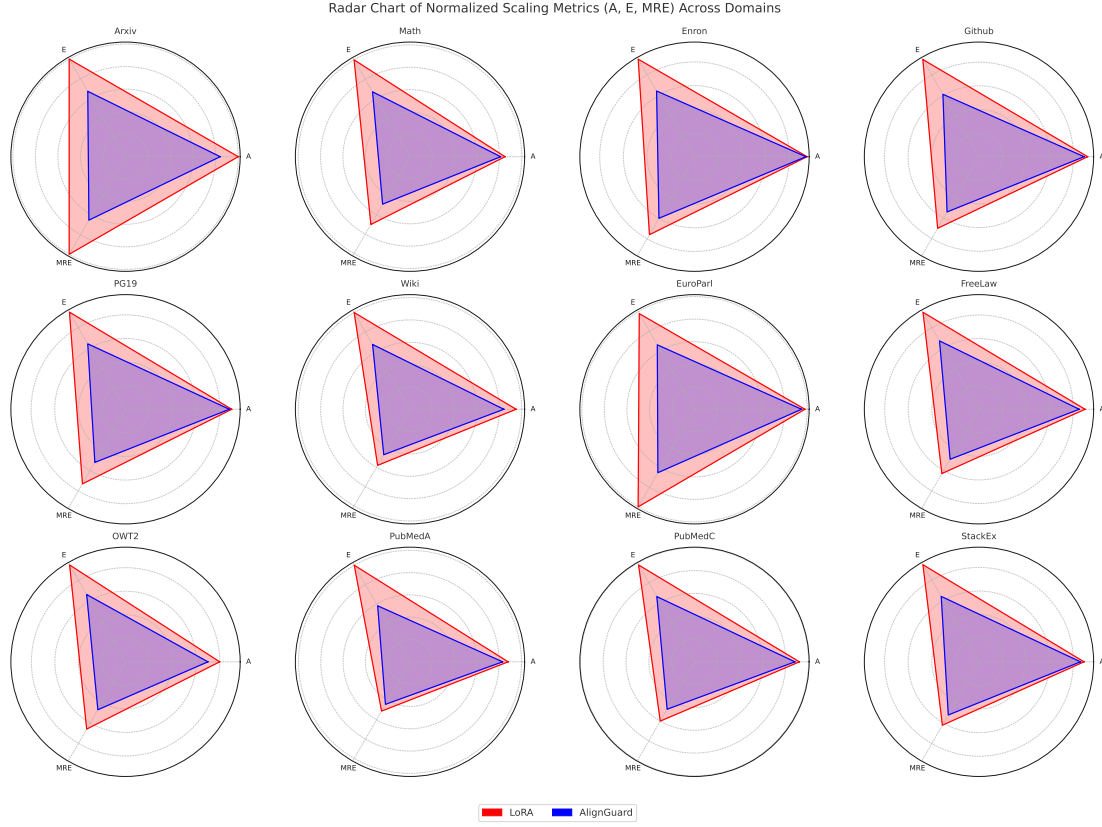 Radar Chart of Normalized Scaling Metrics (A, E, MRE) Across Domains
Arxiv
E
A
MRE
Math
E
A
MRE
Enron
E
A
MRE
Github
E
A
MRE
PG19
E
A
MRE
Wiki
E
A
MRE
EuroParl
E
A
MRE
FreeLaw
E
A
MRE
OWT2
E
A
MRE
PubMedA
E
A
MRE
PubMedC
E
A
MRE
StackEx
E
A
MRE
LoRA
AlignGuard